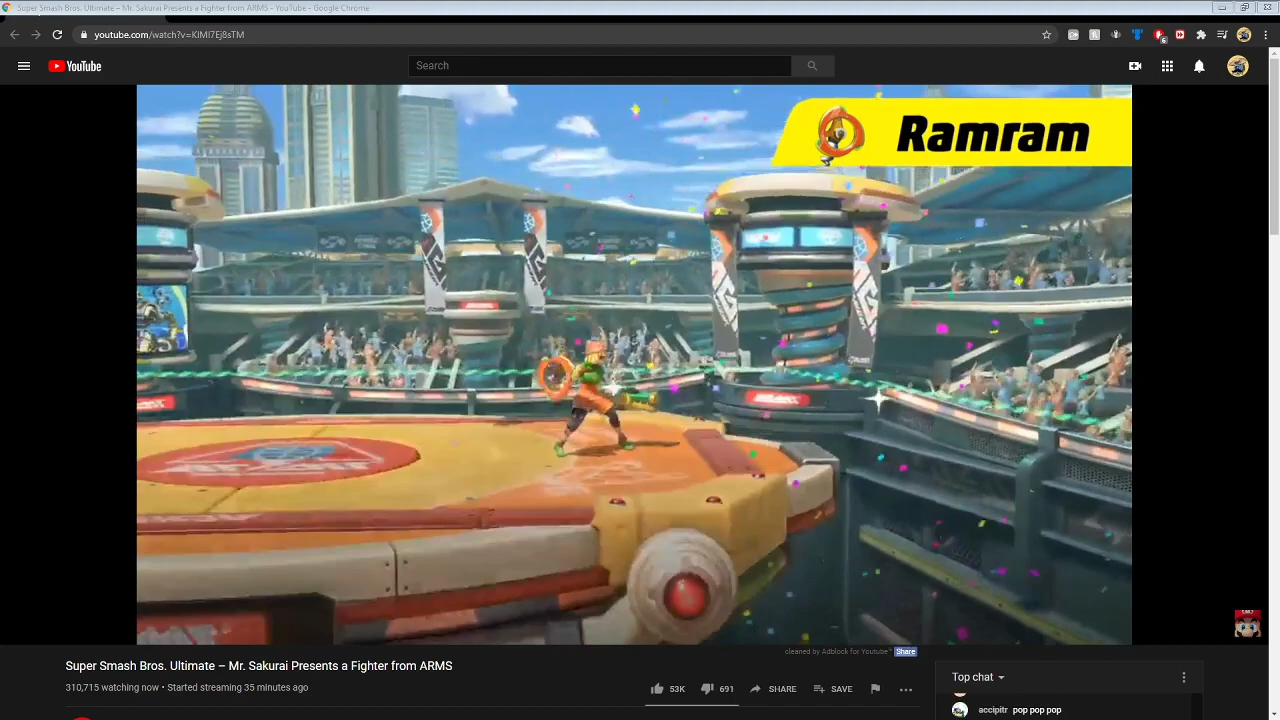 Super Smash Bros. Ultimate – Mr. Sakurai Presents a Fighter from ARMS - YouTube - Google Chrome
youtube.com/watch?v=KIMI7Ej8sTM
6
YouTube
Search
Ramram
cleaned by Adblock for Youtube™ Share
Super Smash Bros. Ultimate – Mr. Sakurai Presents a Fighter from ARMS
310,715 watching now • Started streaming 35 minutes ago
53K 691 SHARE SAVE
Top chat
accipitr pop pop pop